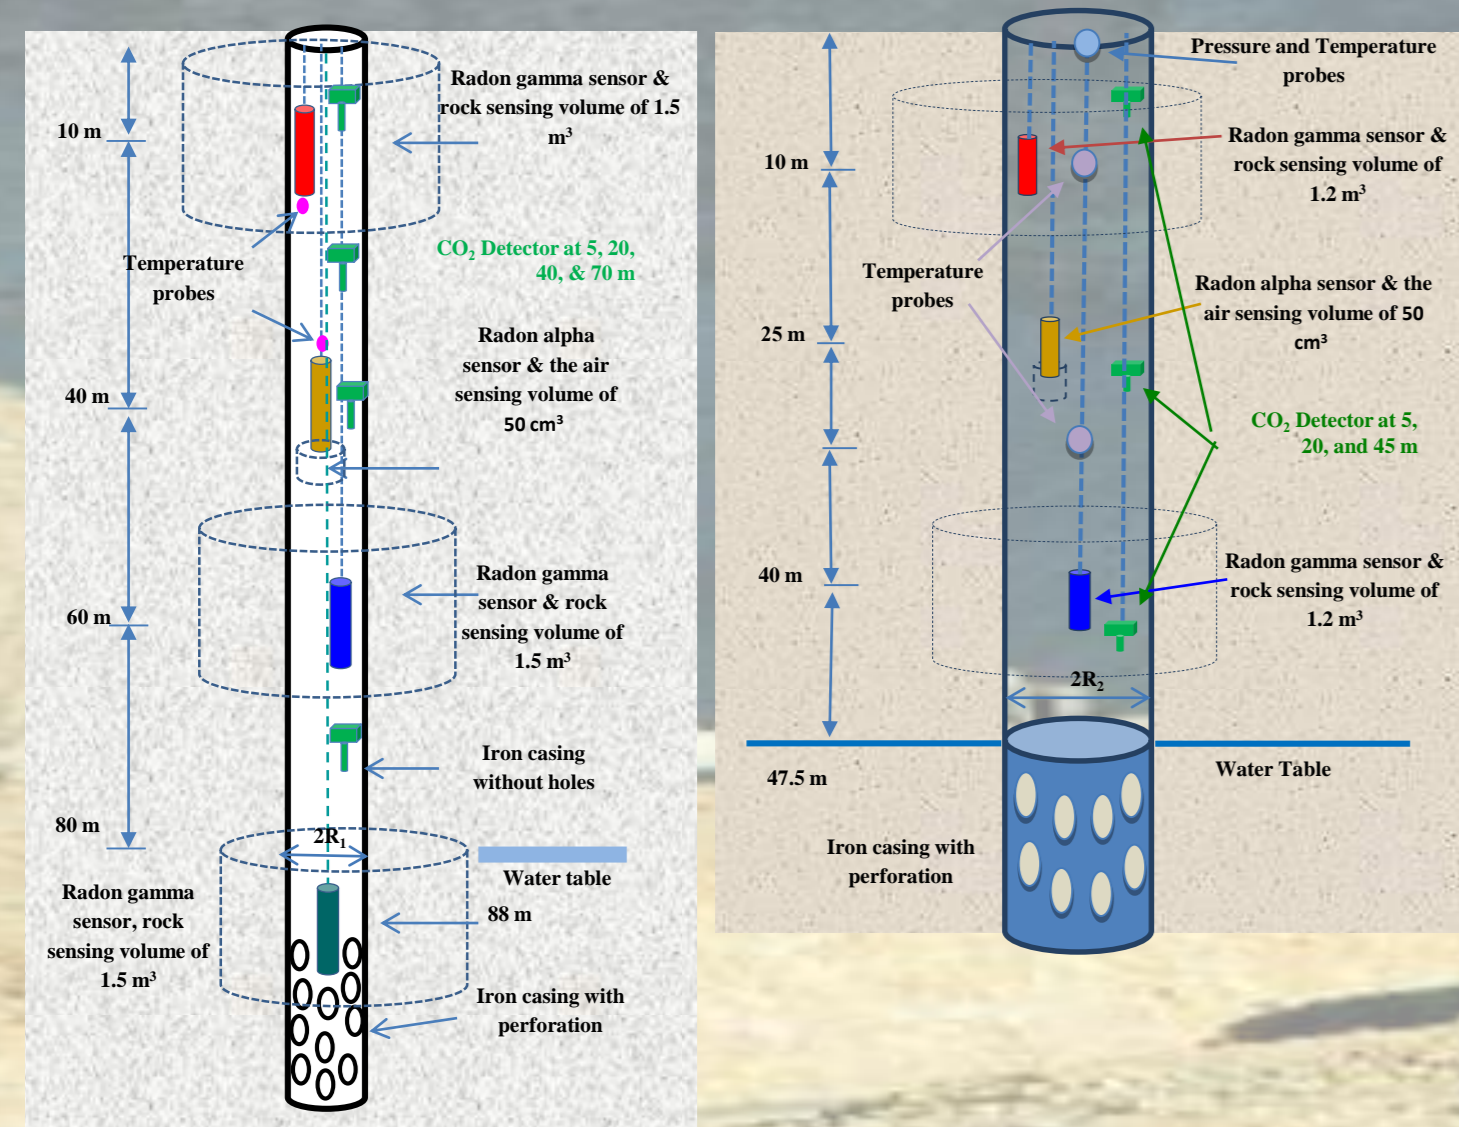 Radon gamma sensor &
rock sensing volume of 1.5
m³
10 m
CO₂ Detector at 5, 20,
40, & 70 m
Temperature
probes
Radon alpha
sensor & the air
sensing volume of
50 cm³
40 m
Radon gamma
sensor & rock
sensing volume of
1.5 m³
60 m
Iron casing
without holes
80 m
2R₁
Water table
88 m
Radon gamma
sensor, rock
sensing volume of
1.5 m³
Iron casing with
perforation
Pressure and Temperature
probes
Radon gamma sensor &
rock sensing volume of
1.2 m³
10 m
Temperature
probes
Radon alpha sensor & the
air sensing volume of 50
cm³
25 m
CO₂ Detector at 5,
20, and 45 m
Radon gamma sensor &
rock sensing volume of
1.2 m³
40 m
2R₂
Water Table
47.5 m
Iron casing with
perforation